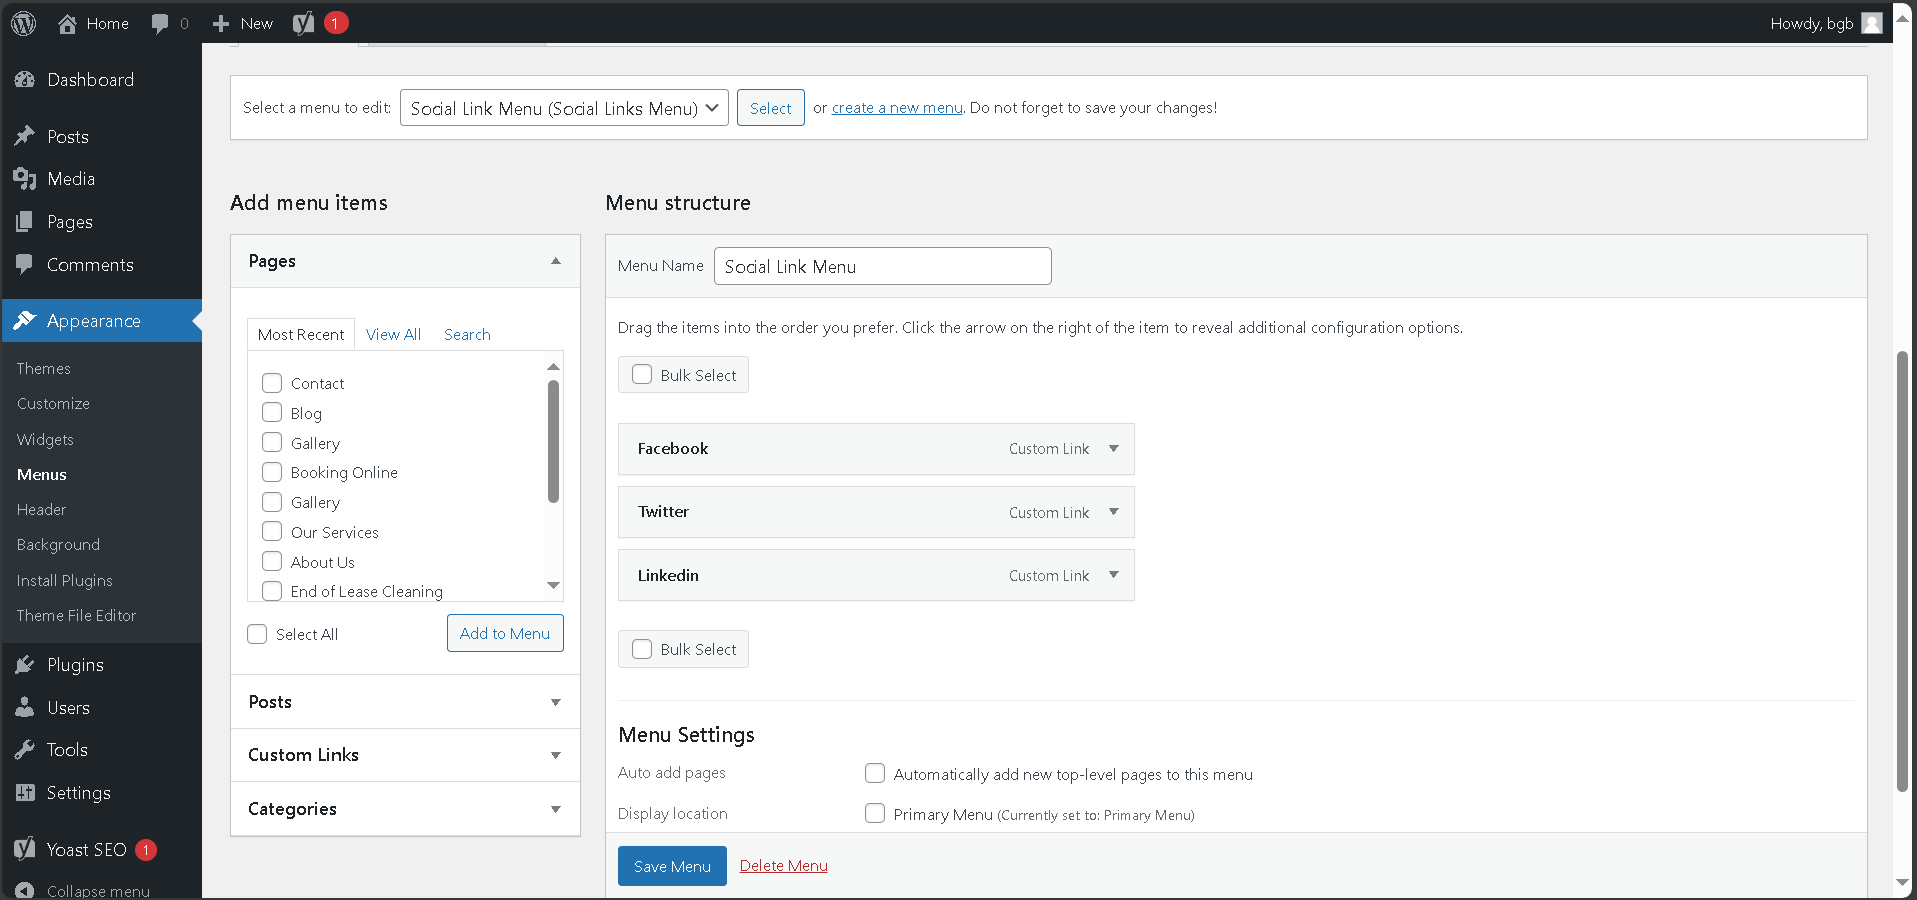 Home
0
New
1
Howdy, bgb
Dashboard
Posts
Media
Pages
Comments
Appearance
Themes
Customize
Widgets
Menus
Header
Background
Install Plugins
Theme File Editor
Plugins
Users
Tools
Settings
Yoast SEO 1
Collapse menu
Select a menu to edit: Social Link Menu (Social Links Menu) Select or create a new menu. Do not forget to save your changes!
Add menu items
Pages
Most Recent View All Search
Contact
Blog
Gallery
Booking Online
Gallery
Our Services
About Us
End of Lease Cleaning
Select All Add to Menu
Posts
Custom Links
Categories
Menu structure
Menu Name Social Link Menu
Drag the items into the order you prefer. Click the arrow on the right of the item to reveal additional configuration options.
Bulk Select
Facebook Custom Link
Twitter Custom Link
Linkedin Custom Link
Bulk Select
Menu Settings
Auto add pages Automatically add new top-level pages to this menu
Display location Primary Menu (Currently set to: Primary Menu)
Save Menu Delete Menu